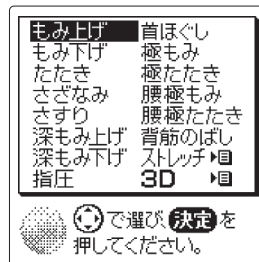 もみ上げ 首ほぐし
もみ下げ 極もみ
たたき 極たたき
さざなみ 腰極もみ
さすり 腰極たたき
深もみ上げ 背筋のばし
深もみ下げ ストレッチ
指圧 3D
で選び、決定を
押してください。